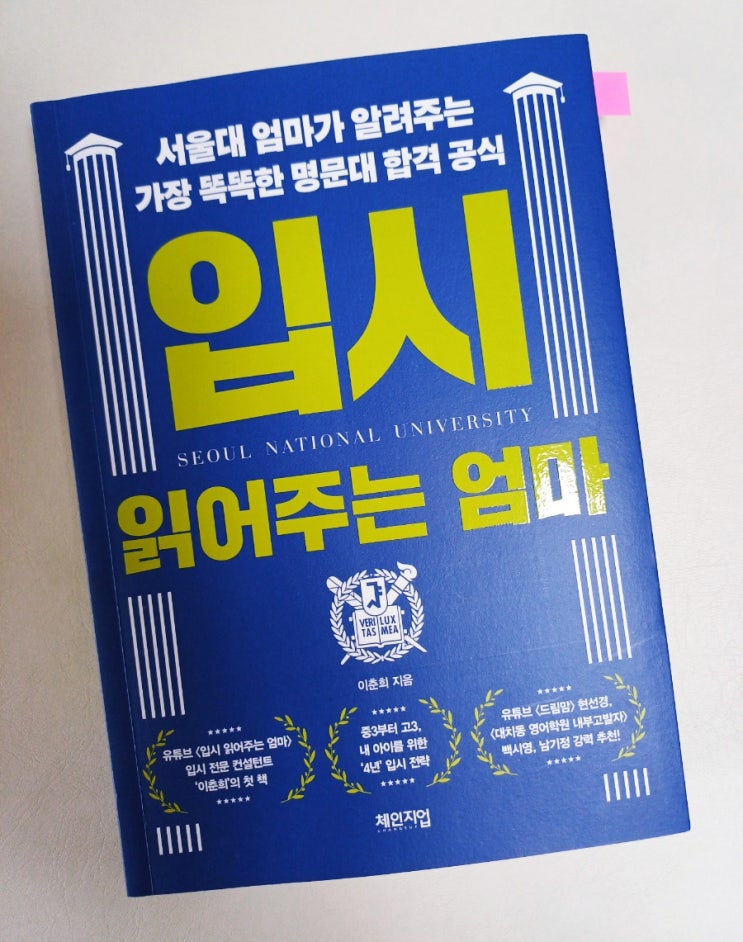 서울대 엄마가 알려주는
가장 똑똑한 명문대 합격 공식
입시
SEOUL NATIONAL UNIVERSITY
읽어주는 엄마
VERI LUX
TAS MEA
이춘희 지음
유튜브 〈입시 읽어주는 엄마〉
입시 전문 컨설턴트
'이춘희'의 첫 책
중3부터 고3,
내 아이를 위한
'4년' 입시 전략
유튜브 〈드림맘〉 현선경,
〈대치동 영어학원 내부고발자〉
백시영, 남기정 강력 추천!
체인지업
CHANGEUP